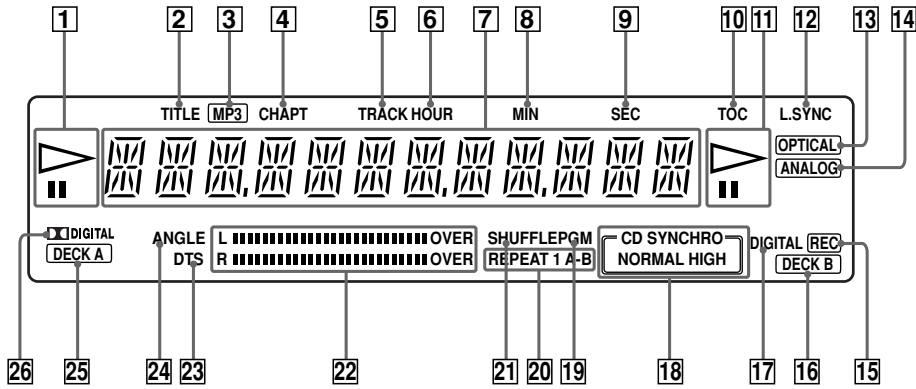 1 2 3 4 5 6 7 8 9 10 11 12 13 14
TITLE MP3 CHAPT TRACK HOUR MIN SEC TOC L.SYNC
OPTICAL
ANALOG
DIGITAL ANGLE L OVER SHUFFLE PGM CD SYNCHRO DIGITAL REC
DECK A DTS R OVER REPEAT 1 A-B NORMAL HIGH DECK B
26 25 24 23 22 21 20 19 18 17 16 15